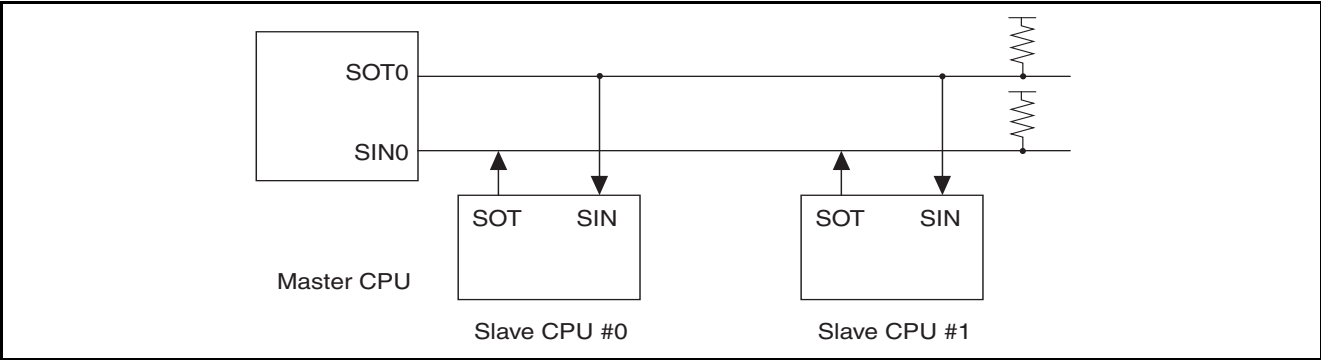 SOT0
SIN0
SOT SIN
SOT SIN
Master CPU
Slave CPU #0
Slave CPU #1